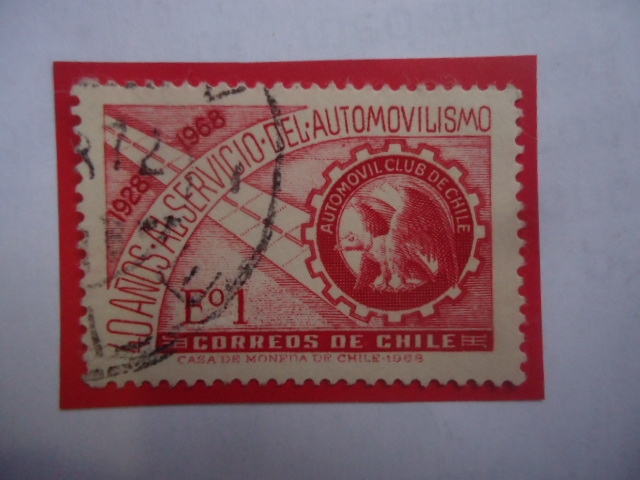 1928 1968
40 AÑOS·AL·SERVICIO·DEL·AUTOMOVILISMO
AUTOMOVIL CLUB DE CHILE
Eº1
CORREOS DE CHILE
CASA DE MONEDA DE CHILE-1968